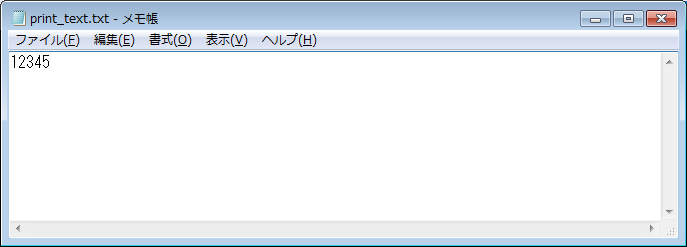 print_text.txt - メモ帳
ファイル(F) 編集(E) 書式(O) 表示(V) ヘルプ(H)
12345